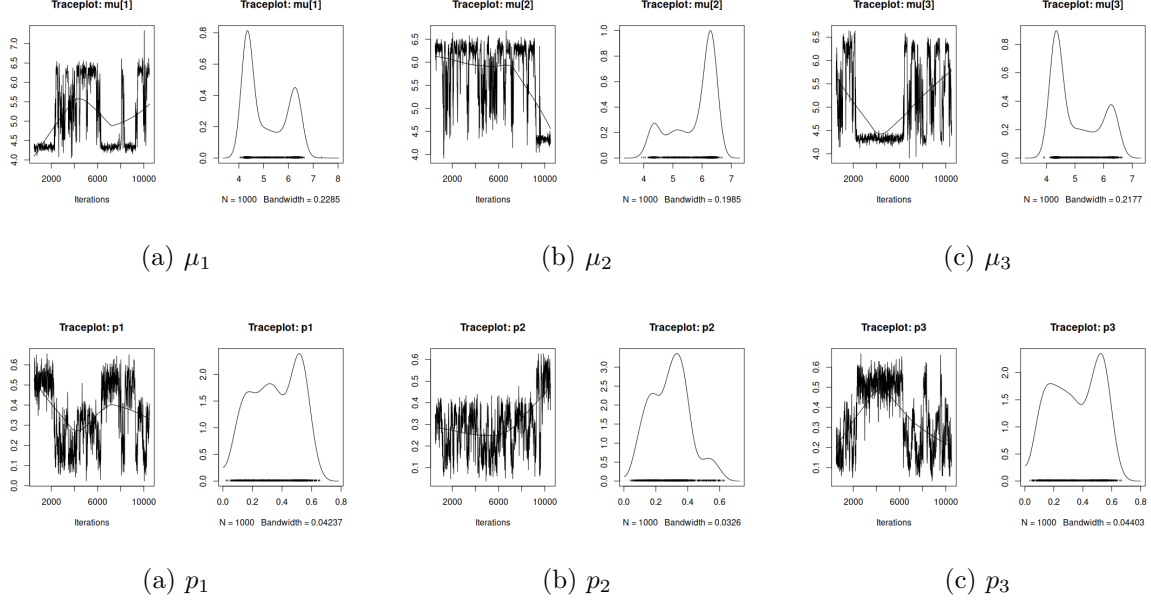 Traceplot: mu[1] Traceplot: mu[1] Traceplot: mu[2] Traceplot: mu[2] Traceplot: mu[3] Traceplot: mu[3]
4.0 4.5 5.0 5.5 6.0 6.5 7.0
2000 6000 10000
Iterations
0.0 0.2 0.4 0.6 0.8
4 5 6 7 8
N = 1000 Bandwidth = 0.2285
4.0 4.5 5.0 5.5 6.0 6.5
2000 6000 10000
Iterations
0.0 0.2 0.4 0.6 0.8 1.0
4 5 6 7
N = 1000 Bandwidth = 0.1985
4.0 4.5 5.0 5.5 6.0 6.5
2000 6000 10000
Iterations
0.0 0.2 0.4 0.6 0.8
4 5 6 7
N = 1000 Bandwidth = 0.2177
(a) μ1 (b) μ2 (c) μ3
Traceplot: p1 Traceplot: p1 Traceplot: p2 Traceplot: p2 Traceplot: p3 Traceplot: p3
0.0 0.1 0.2 0.3 0.4 0.5 0.6
2000 6000 10000
Iterations
0.0 0.5 1.0 1.5 2.0
0.0 0.2 0.4 0.6 0.8
N = 1000 Bandwidth = 0.04237
0.1 0.2 0.3 0.4 0.5 0.6
2000 6000 10000
Iterations
0.0 0.5 1.0 1.5 2.0 2.5 3.0
0.0 0.2 0.4 0.6
N = 1000 Bandwidth = 0.0326
0.1 0.2 0.3 0.4 0.5 0.6 0.7
2000 6000 10000
Iterations
0.0 0.5 1.0 1.5 2.0
0.0 0.2 0.4 0.6 0.8
N = 1000 Bandwidth = 0.04403
(a) p1 (b) p2 (c) p3